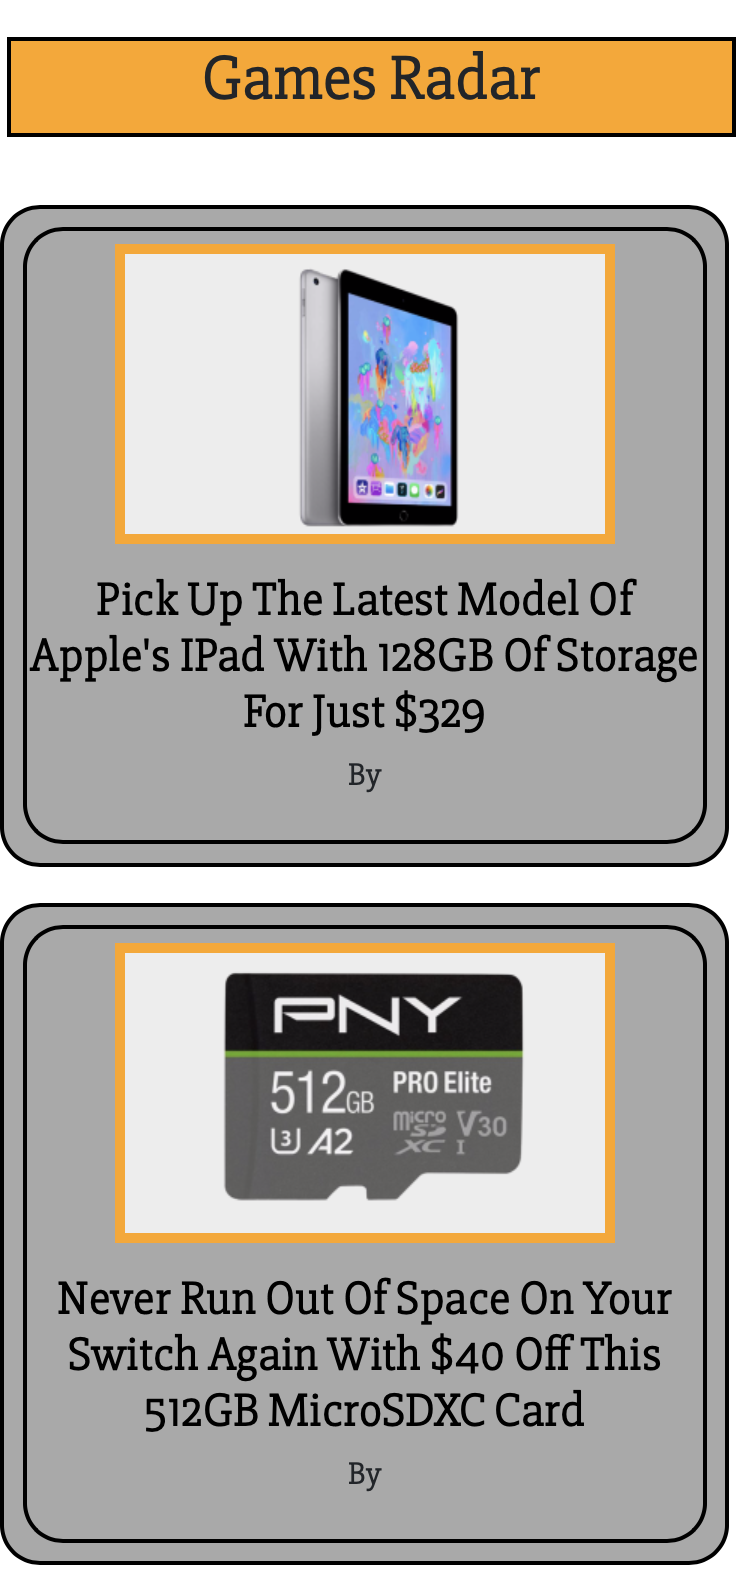 Games Radar
Pick Up The Latest Model Of
Apple's IPad With 128GB Of Storage
For Just $329
By
PNY
512GB PRO Elite
U3 A2 micro SD XC I V30
Never Run Out Of Space On Your
Switch Again With $40 Off This
512GB MicroSDXC Card
By